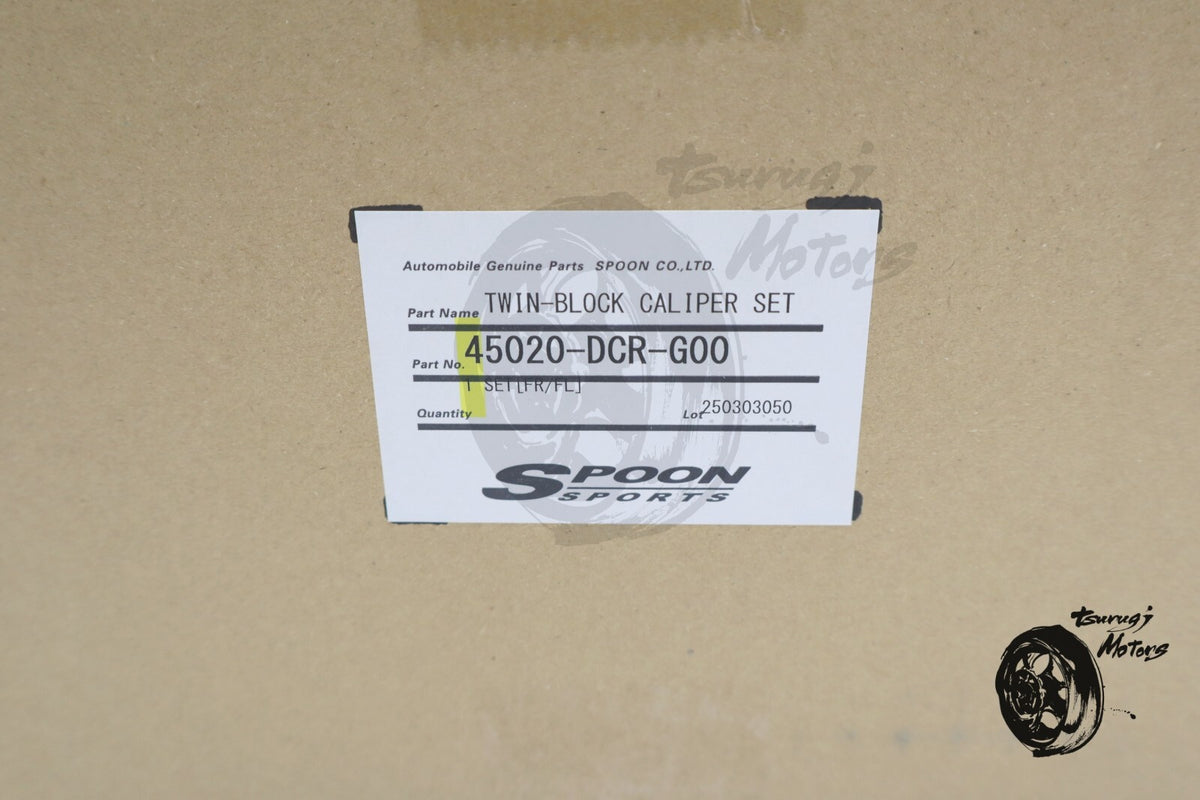 tsurugi
Motors
Automobile Genuine Parts SPOON CO.,LTD.
Part Name TWIN-BLOCK CALIPER SET
Part No. 45020-DCR-G00
1 SET[FR/FL]
Quantity Lot 250303050
SPOON
SPORTS
tsurugi
Motors